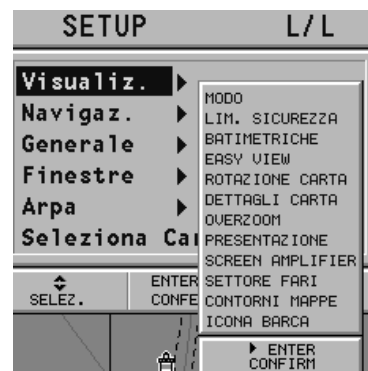 SETUP L/L
Visualiz.
Navigaz.
Generale
Finestre
Arpa
Seleziona
MODO
LIM. SICUREZZA
BATIMETRICHE
EASY VIEW
ROTAZIONE CARTA
DETTAGLI CARTA
OVERZOOM
PRESENTAZIONE
SCREEN AMPLIFIER
SETTORE FARI
CONTORNI MAPPE
ICONA BARCA
SELEZ.
ENTER
CONFE
ENTER
CONFIRM